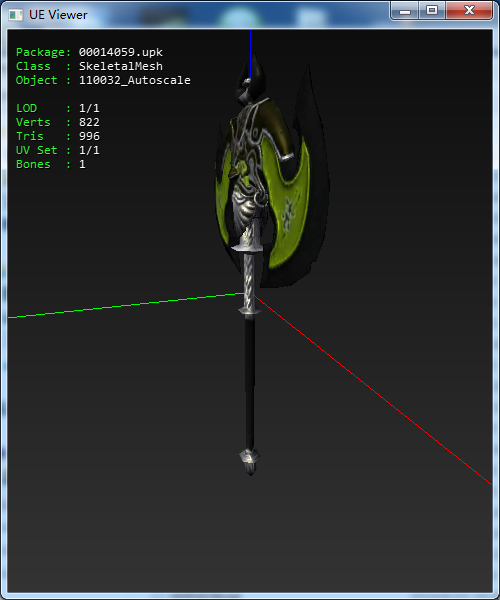 UE Viewer
Package: 00014059.upk
Class : SkeletalMesh
Object : 110032_Autoscale
LOD : 1/1
Verts : 822
Tris : 996
UV Set : 1/1
Bones : 1